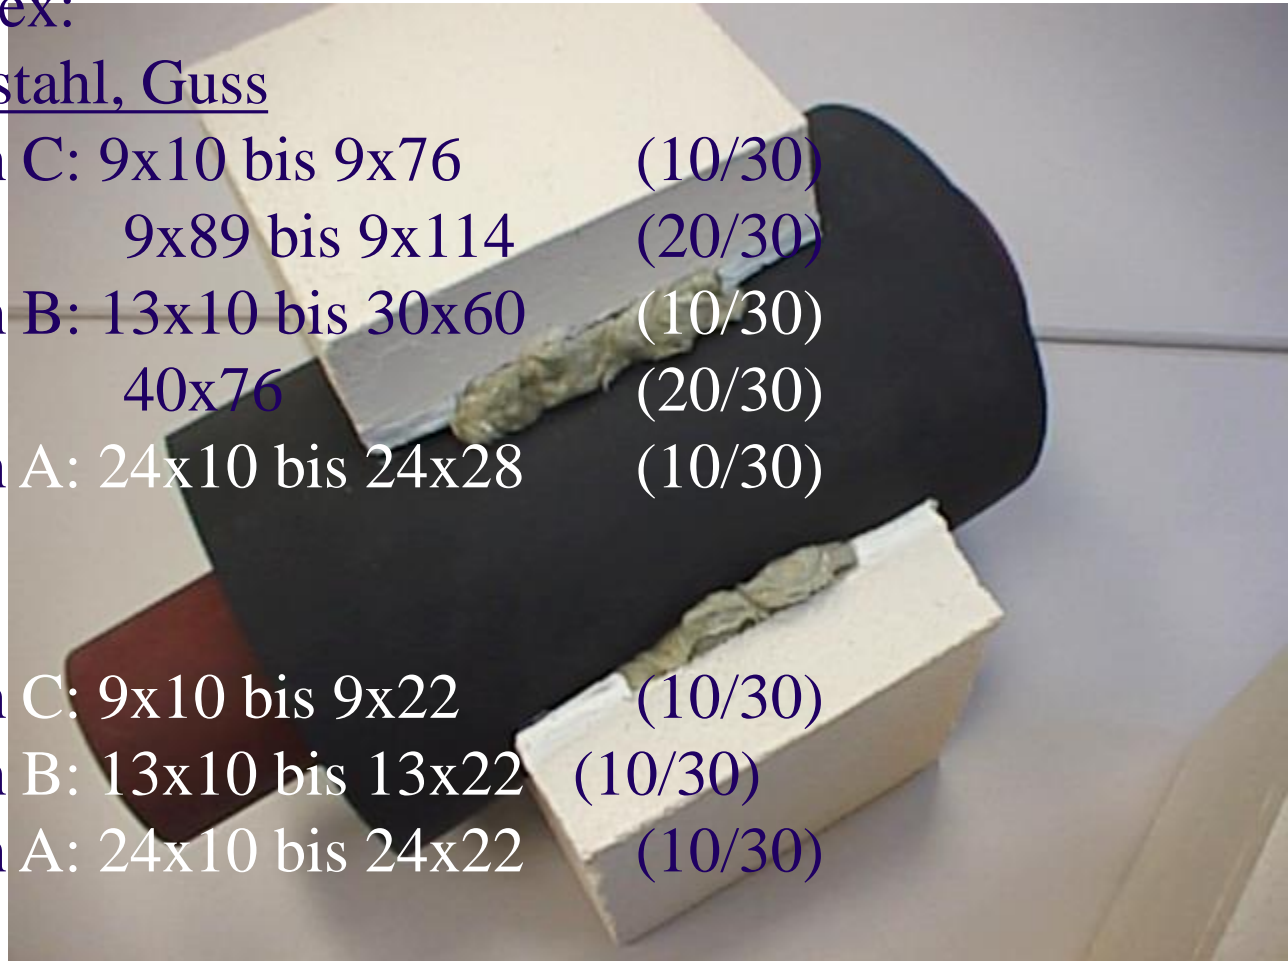 ex:
stahl, Guss
C: 9x10 bis 9x76 (10/30)
9x89 bis 9x114 (20/30)
B: 13x10 bis 30x60 (10/30)
40x76 (20/30)
A: 24x10 bis 24x28 (10/30)
C: 9x10 bis 9x22 (10/30)
B: 13x10 bis 13x22 (10/30)
A: 24x10 bis 24x22 (10/30)